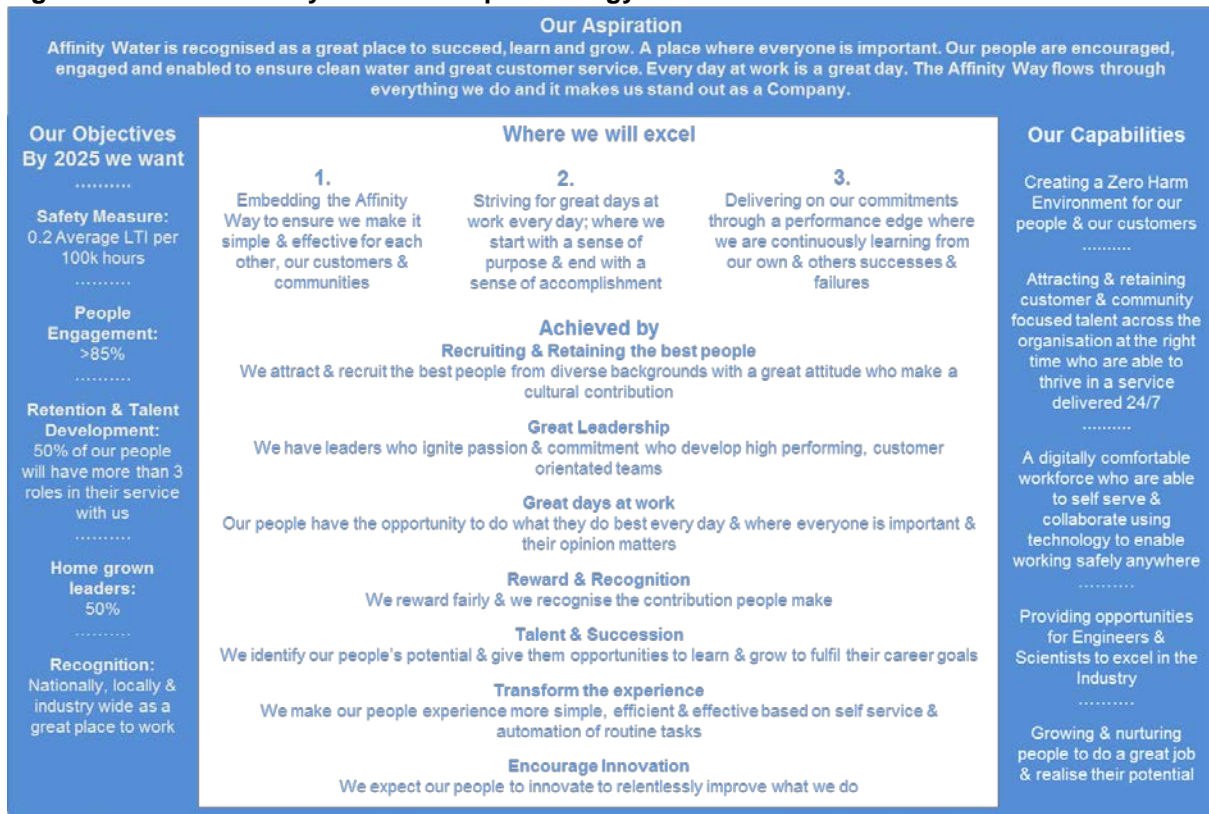 Our Aspiration
Affinity Water is recognised as a great place to succeed, learn and grow. A place where everyone is important. Our people are encouraged,
engaged and enabled to ensure clean water and great customer service. Every day at work is a great day. The Affinity Way flows through
everything we do and it makes us stand out as a Company.
Our Objectives
By 2025 we want
..........
Safety Measure:
0.2 Average LTI per
100k hours
..........
People
Engagement:
>85%
..........
Retention & Talent
Development:
50% of our people
will have more than 3
roles in their service
with us
..........
Home grown
leaders:
50%
..........
Recognition:
Nationally, locally &
industry wide as a
great place to work
Where we will excel
1.
Embedding the Affinity
Way to ensure we make it
simple & effective for each
other, our customers &
communities
2.
Striving for great days at
work every day; where we
start with a sense of
purpose & end with a
sense of accomplishment
3.
Delivering on our commitments
through a performance edge where
we are continuously learning from
our own & others successes &
failures
Achieved by
Recruiting & Retaining the best people
We attract & recruit the best people from diverse backgrounds with a great attitude who make a
cultural contribution
Great Leadership
We have leaders who ignite passion & commitment who develop high performing, customer
orientated teams
Great days at work
Our people have the opportunity to do what they do best every day & where everyone is important &
their opinion matters
Reward & Recognition
We reward fairly & we recognise the contribution people make
Talent & Succession
We identify our people's potential & give them opportunities to learn & grow to fulfil their career goals
Transform the experience
We make our people experience more simple, efficient & effective based on self service &
automation of routine tasks
Encourage Innovation
We expect our people to innovate to relentlessly improve what we do
Our Capabilities
Creating a Zero Harm
Environment for our
people & our customers
..........
Attracting & retaining
customer & community
focused talent across the
organisation at the right
time who are able to
thrive in a service
delivered 24/7
..........
A digitally comfortable
workforce who are able
to self serve &
collaborate using
technology to enable
working safely anywhere
..........
Providing opportunities
for Engineers &
Scientists to excel in the
Industry
..........
Growing & nurturing
people to do a great job
& realise their potential